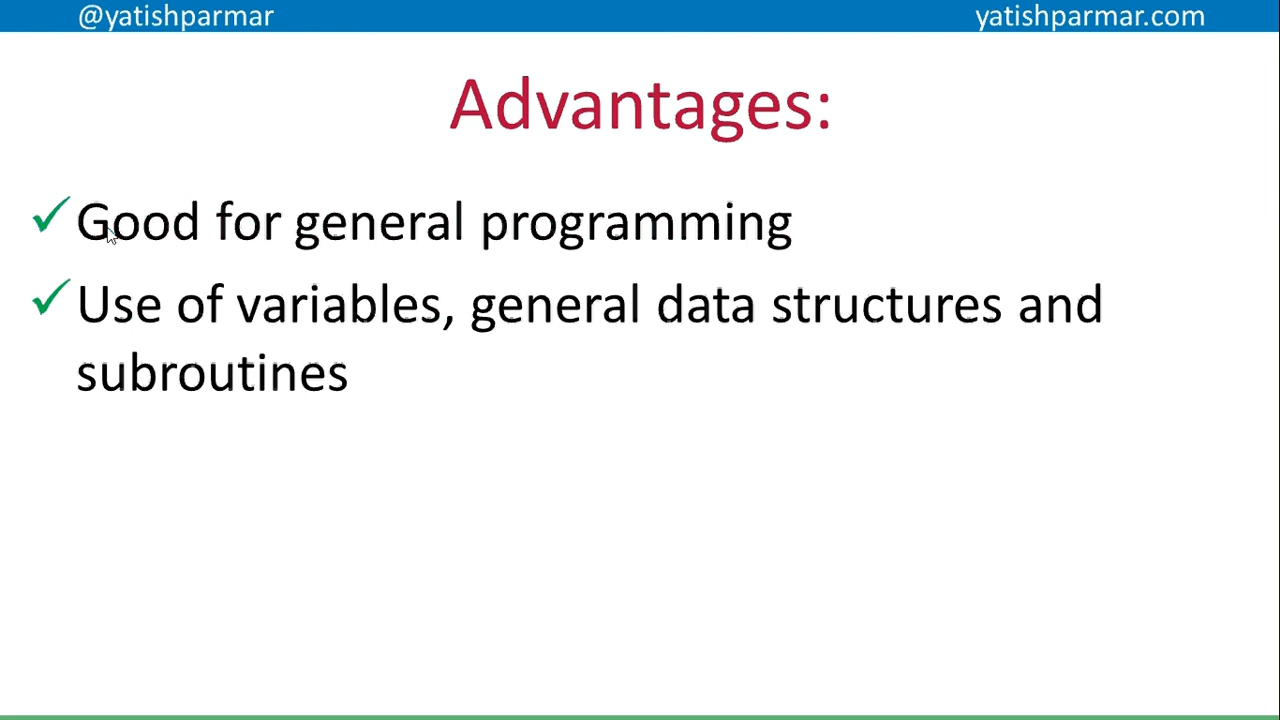 @yatishparmar yatishparmar.com
Advantages:
✓ Good for general programming
✓ Use of variables, general data structures and
subroutines